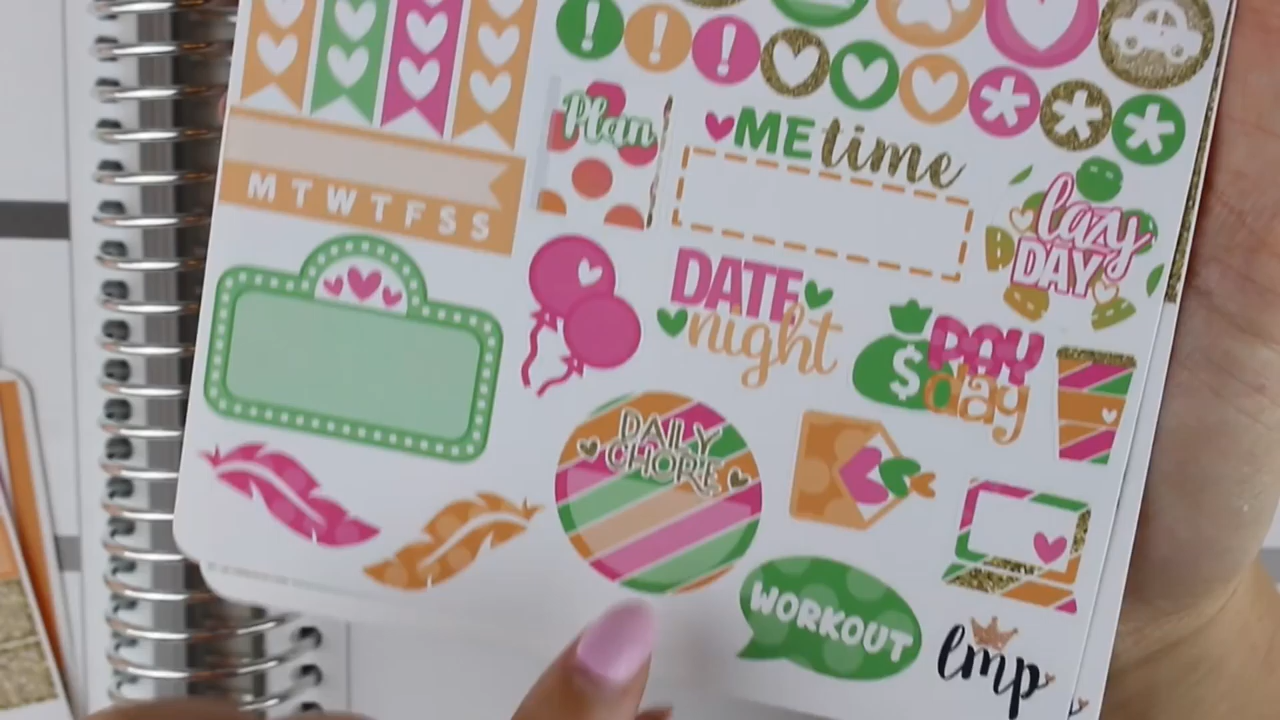 ! ! !
Plan
ME time
M T W T F S S
lazy
DAY
DATE
night
$ PAY
day
DAILY
CHORE
WORKOUT
lmp